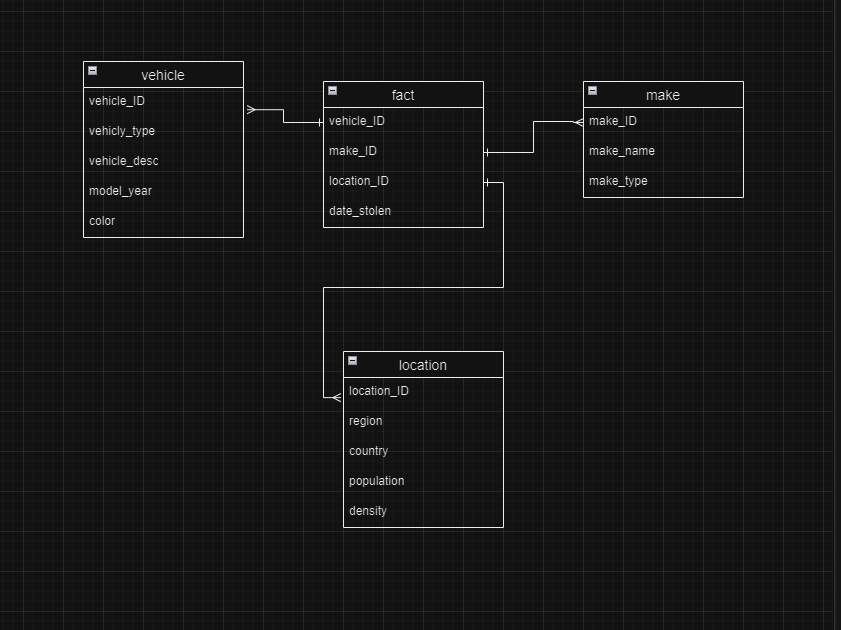 vehicle
vehicle_ID
vehicly_type
vehicle_desc
model_year
color
fact
vehicle_ID
make_ID
location_ID
date_stolen
make
make_ID
make_name
make_type
location
location_ID
region
country
population
density